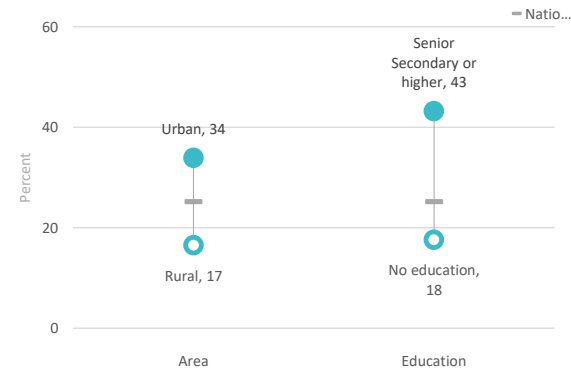 Natio…
60
40
20
0
Percent
Senior
Secondary or
higher, 43
Urban, 34
Rural, 17
No education,
18
Area
Education